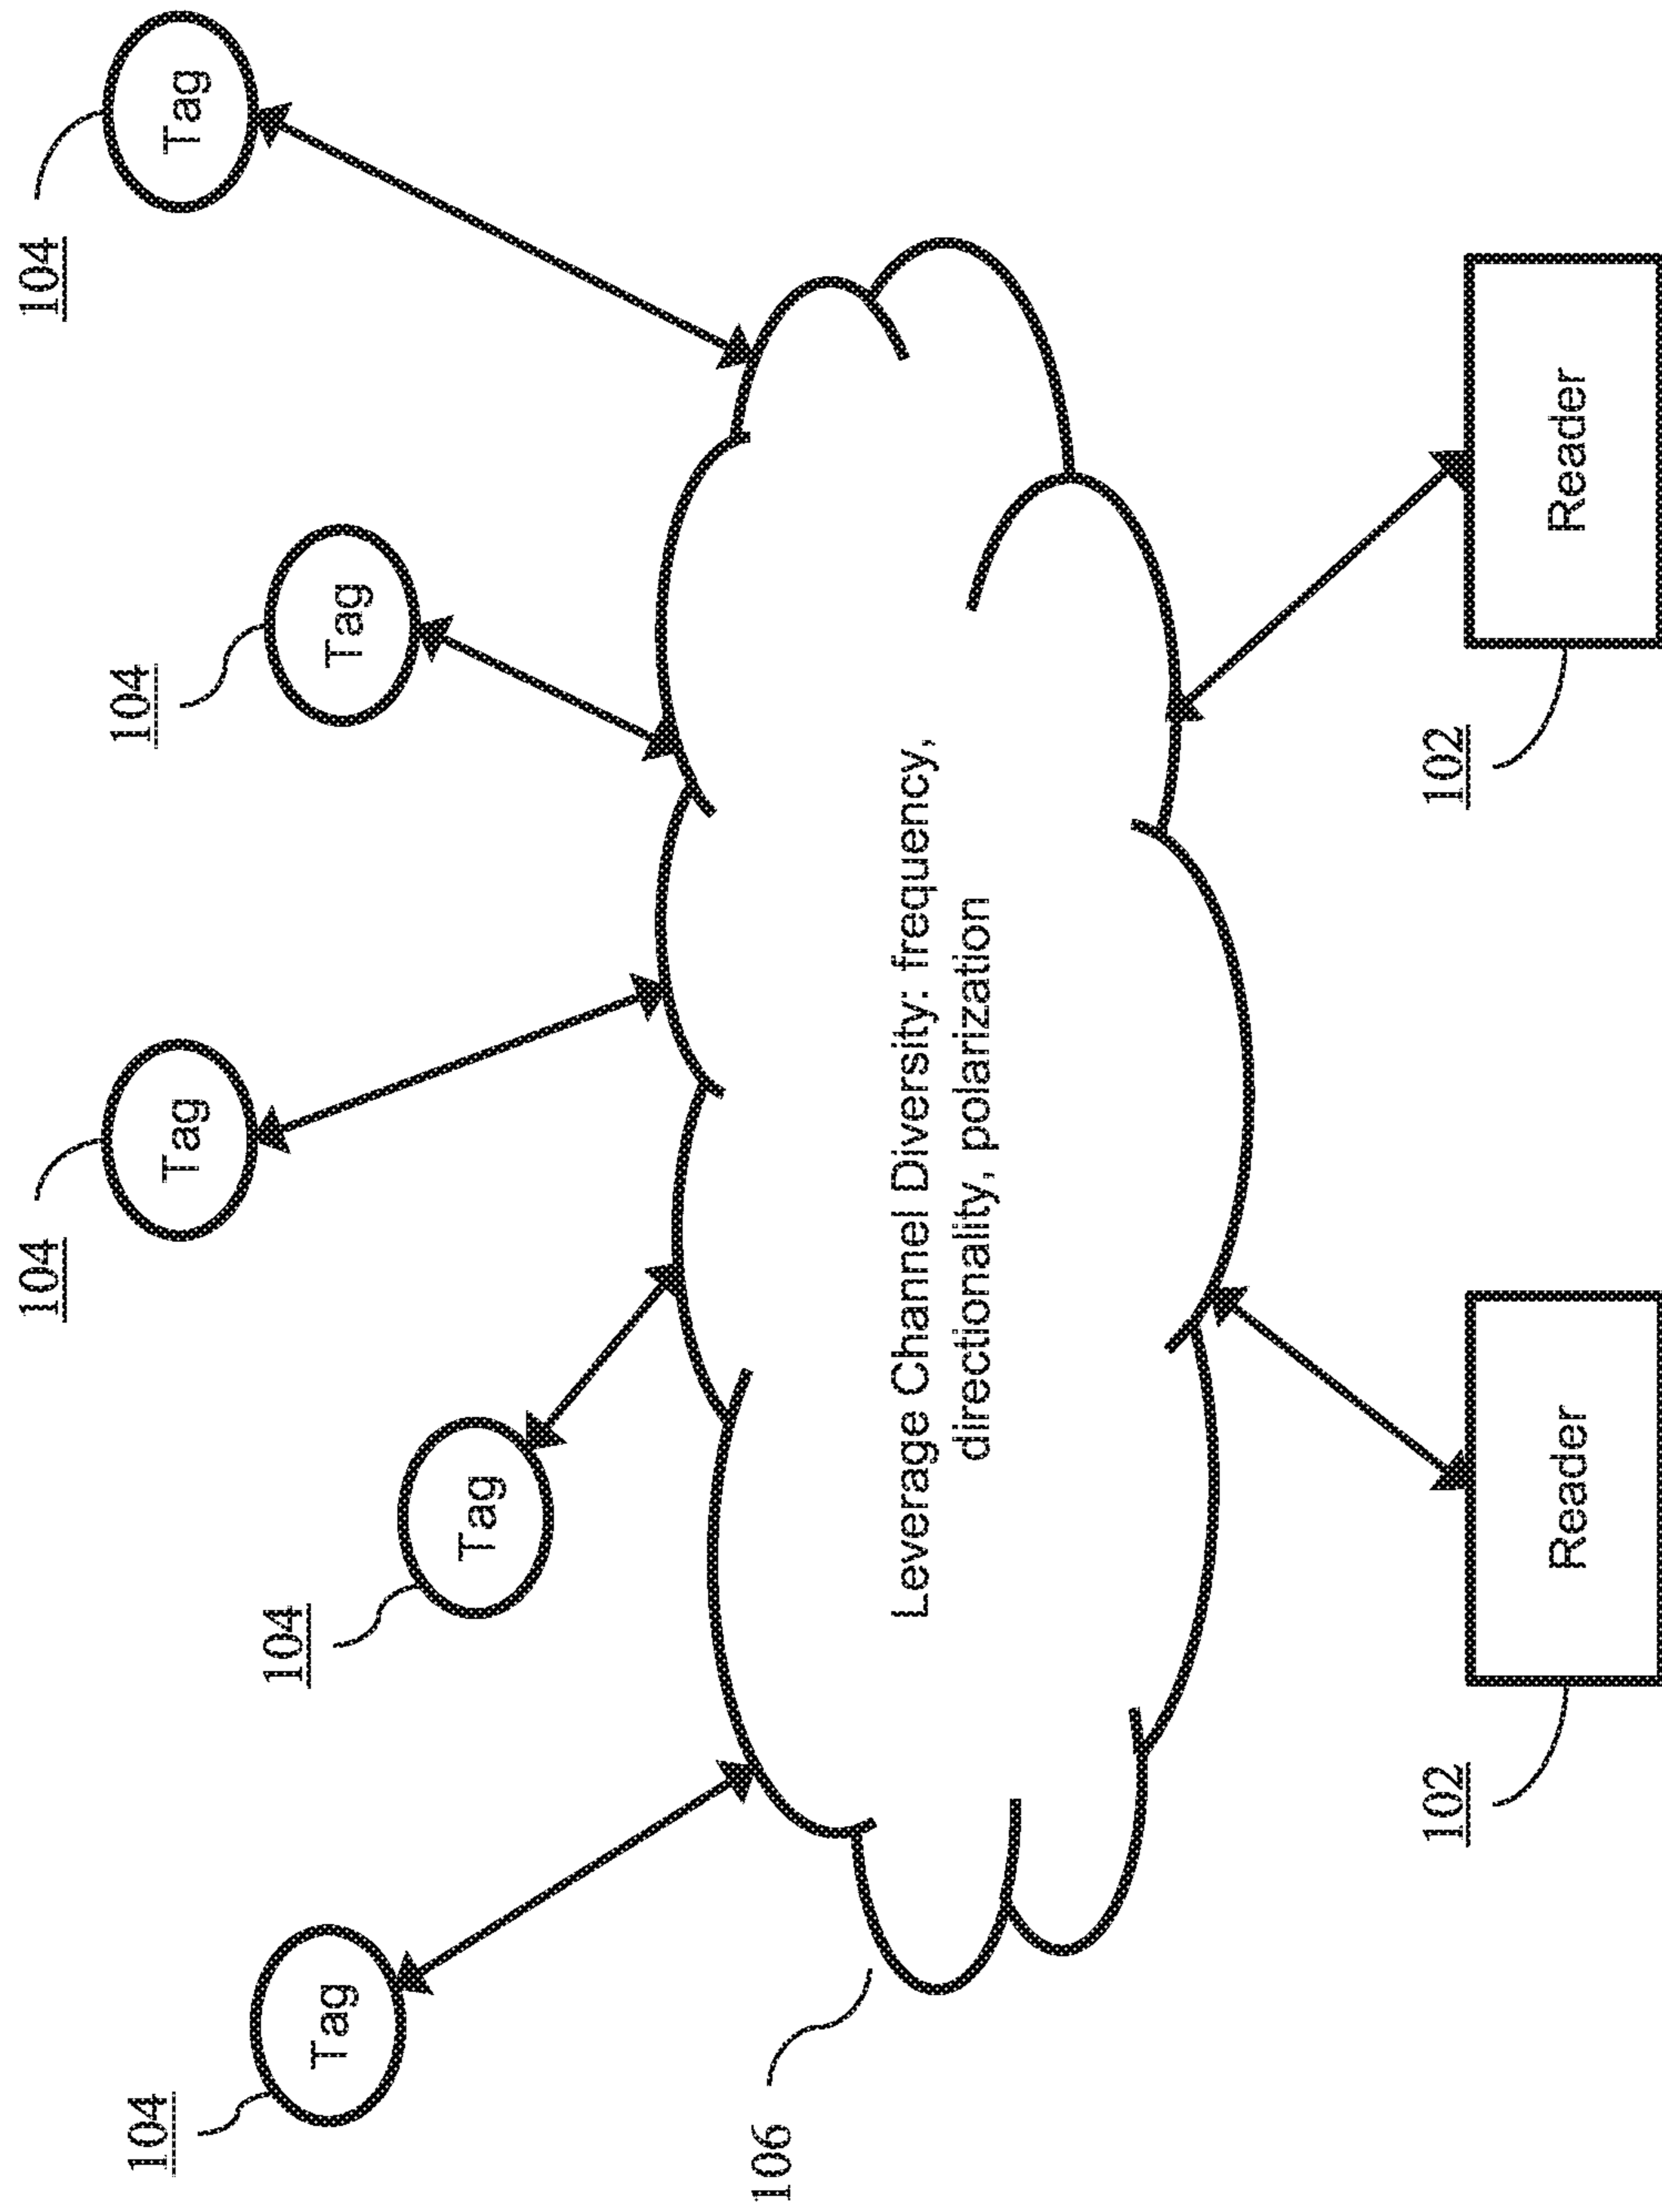 104
104
104
104
Tag
Tag
104
Tag
Tag
Tag
106
Leverage Channel Diversity: frequency,
directionality, polarization
102
102
Reader
Reader